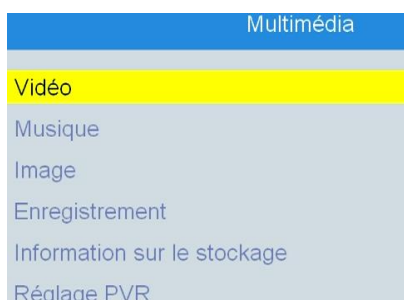 Multimédia
Vidéo
Musique
Image
Enregistrement
Information sur le stockage
Réglage PVR